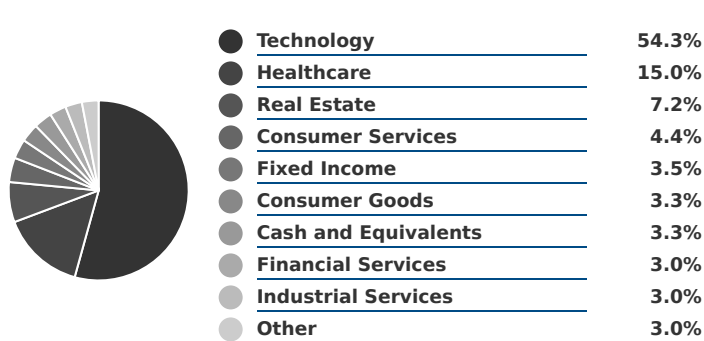 Technology 54.3%
Healthcare 15.0%
Real Estate 7.2%
Consumer Services 4.4%
Fixed Income 3.5%
Consumer Goods 3.3%
Cash and Equivalents 3.3%
Financial Services 3.0%
Industrial Services 3.0%
Other 3.0%